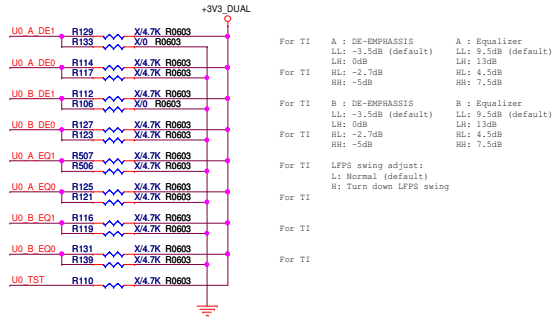 +3V3_DUAL
U0_A_DE1 R129 X/4.7K R0603
R133 X/0 R0603
U0_A_DE0 R114 X/4.7K R0603
R117 X/4.7K R0603
U0_B_DE1 R112 X/4.7K R0603
R106 X/0 R0603
U0_B_DE0 R127 X/4.7K R0603
R123 X/4.7K R0603
U0_A_EQ1 R507 X/4.7K R0603
R506 X/4.7K R0603
U0_A_EQ0 R125 X/4.7K R0603
R121 X/4.7K R0603
U0_B_EQ1 R116 X/4.7K R0603
R119 X/4.7K R0603
U0_B_EQ0 R131 X/4.7K R0603
R139 X/4.7K R0603
U0_TST R110 X/4.7K R0603
For TI A : DE-EMPHASSIS A : Equalizer
LL: -3.5dB (default) LL: 9.5dB (default)
LH: 0dB LH: 13dB
For TI HL: -2.7dB HL: 4.5dB
HH: -5dB HH: 7.5dB
For TI B : DE-EMPHASSIS B : Equalizer
LL: -3.5dB (default) LL: 9.5dB (default)
LH: 0dB LH: 13dB
For TI HL: -2.7dB HL: 4.5dB
HH: -5dB HH: 7.5dB
For TI LFPS swing adjust:
L: Normal (default)
H: Turn down LFPS swing
For TI
For TI
For TI